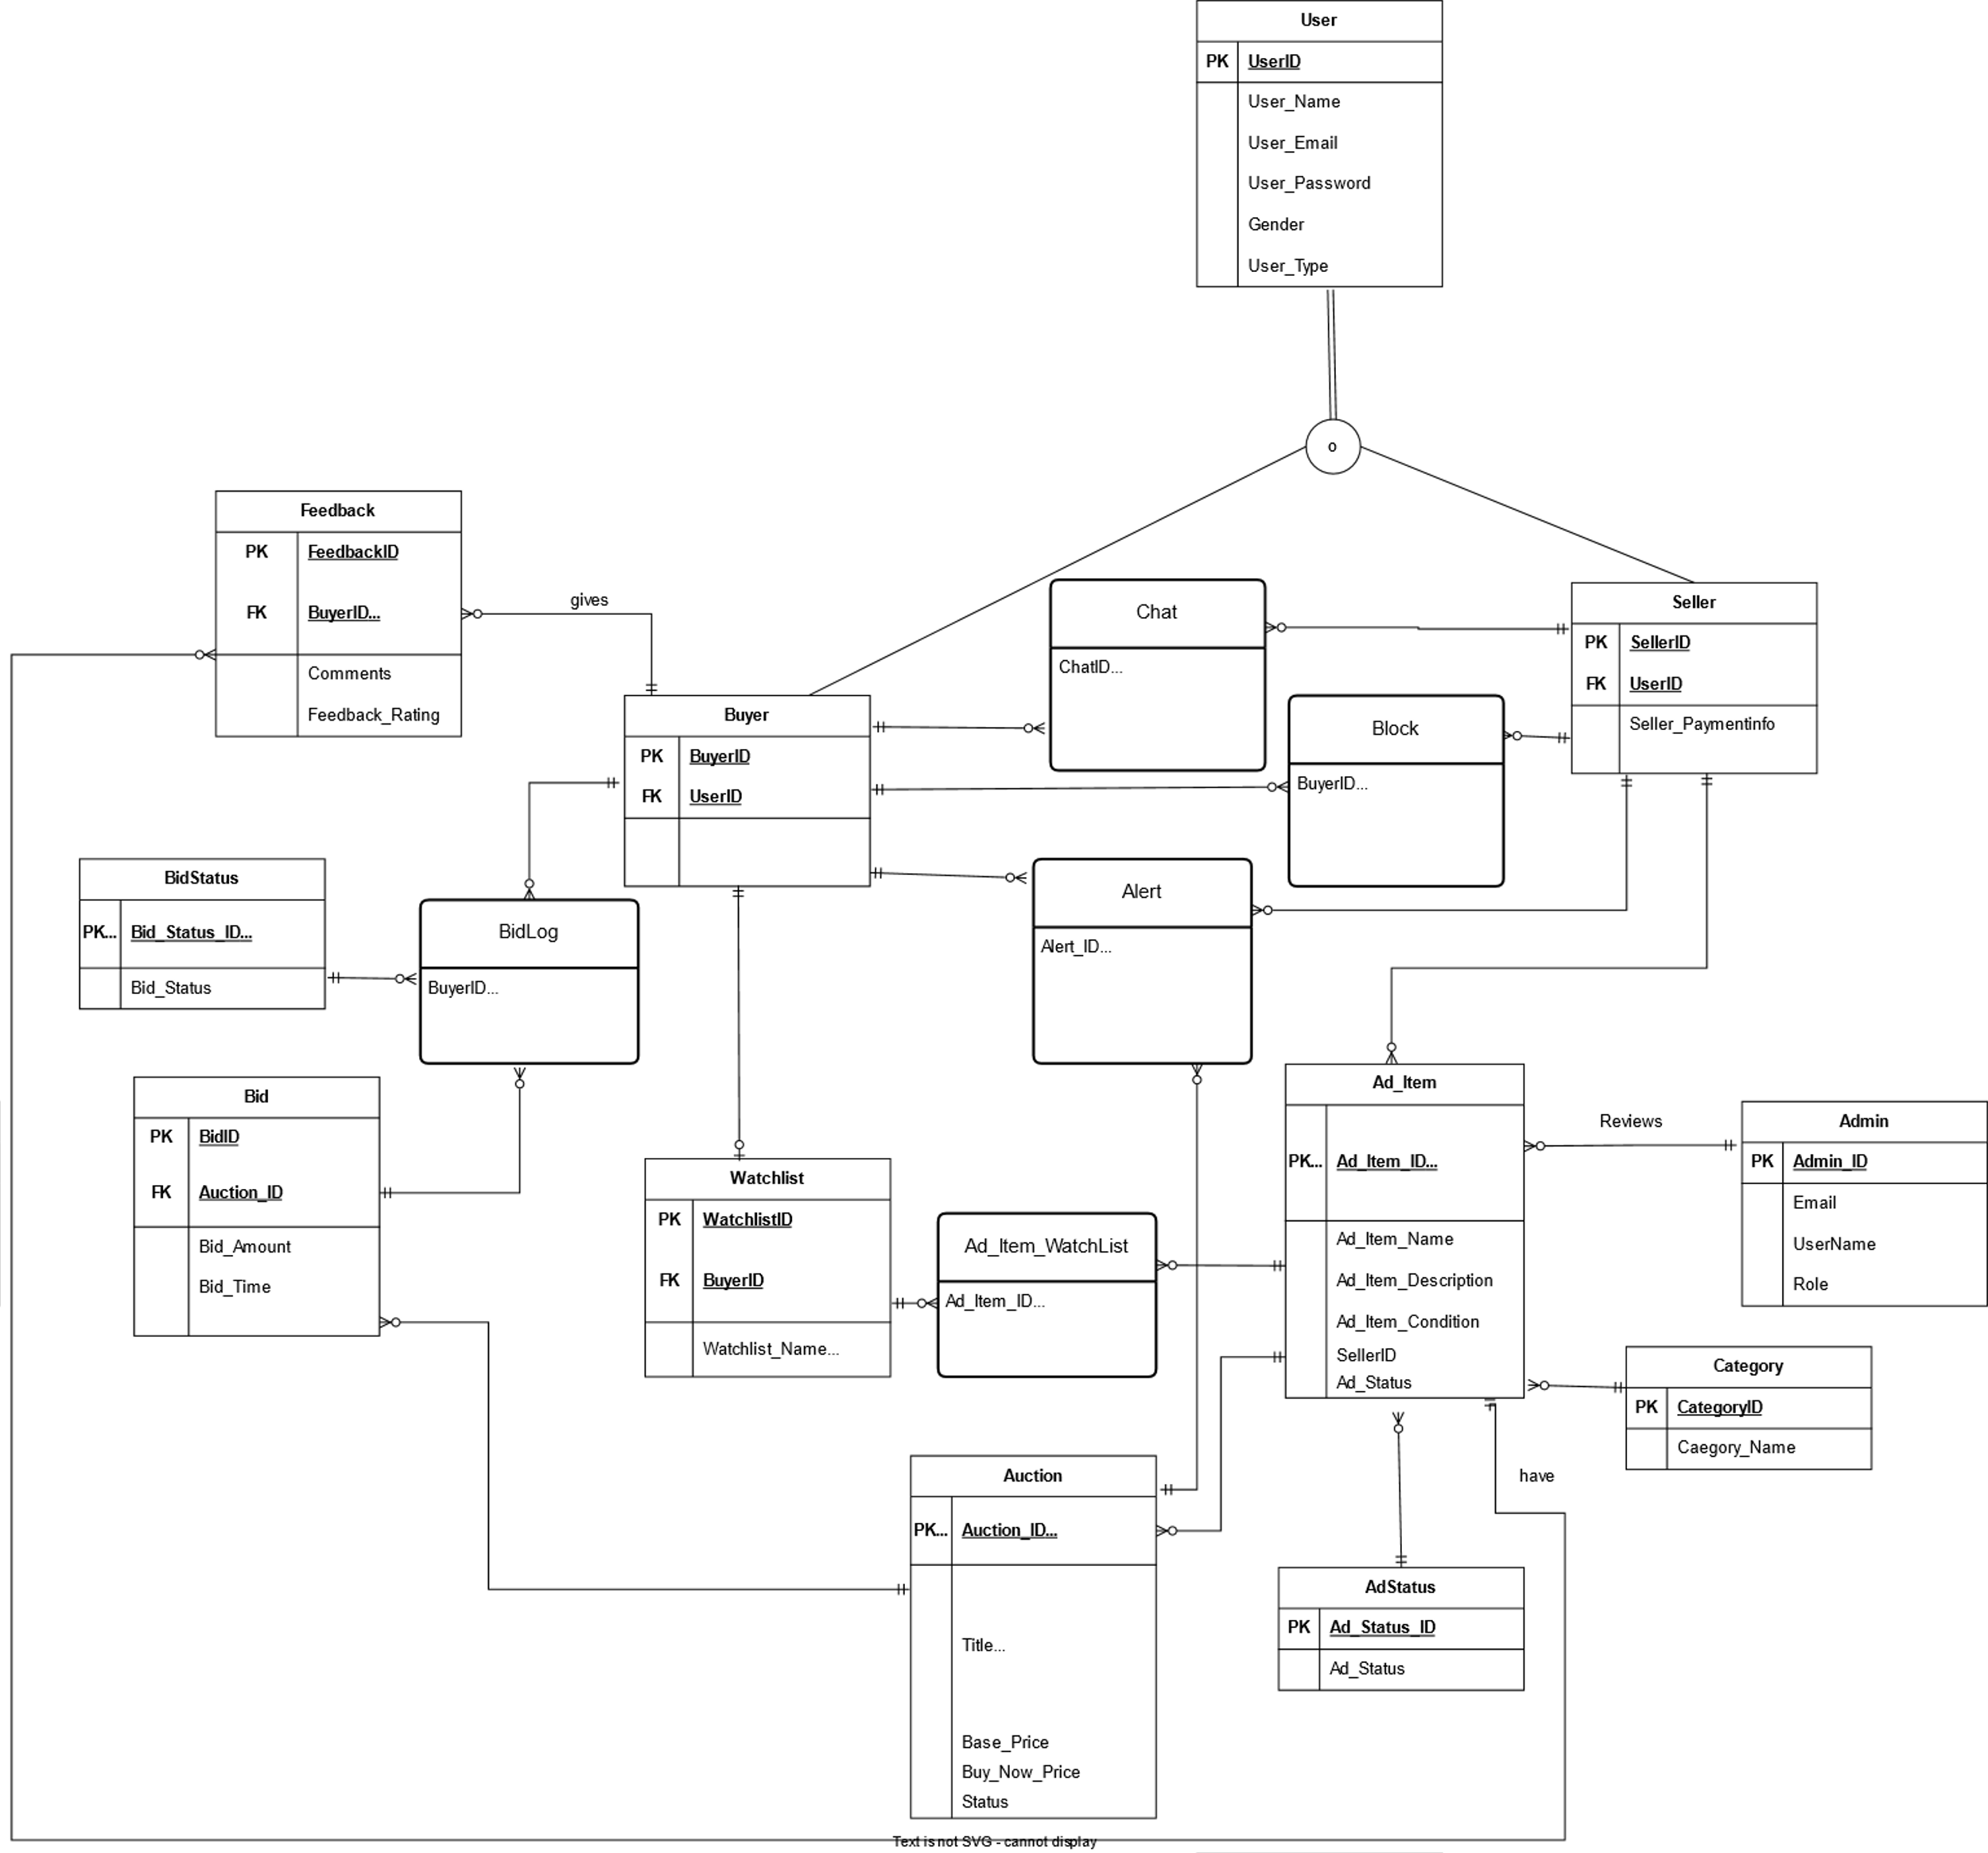 User
PK UserID
User_Name
User_Email
User_Password
Gender
User_Type
o
Feedback
PK FeedbackID
FK BuyerID...
Comments
Feedback_Rating
gives
Chat
ChatID...
Seller
PK SellerID
FK UserID
Seller_Paymentinfo
Buyer
PK BuyerID
FK UserID
Block
BuyerID...
BidStatus
PK... Bid_Status_ID...
Bid_Status
BidLog
BuyerID...
Alert
Alert_ID...
Bid
PK BidID
FK Auction_ID
Bid_Amount
Bid_Time
Watchlist
PK WatchlistID
FK BuyerID
Watchlist_Name...
Ad_Item_WatchList
Ad_Item_ID...
Ad_Item
PK... Ad_Item_ID...
Ad_Item_Name
Ad_Item_Description
Ad_Item_Condition
SellerID
Ad_Status
Reviews
Admin
PK Admin_ID
Email
UserName
Role
Category
PK CategoryID
Caegory_Name
have
Auction
PK... Auction_ID...
Title...
Base_Price
Buy_Now_Price
Status
AdStatus
PK Ad_Status_ID
Ad_Status
Text is not SVG - cannot display